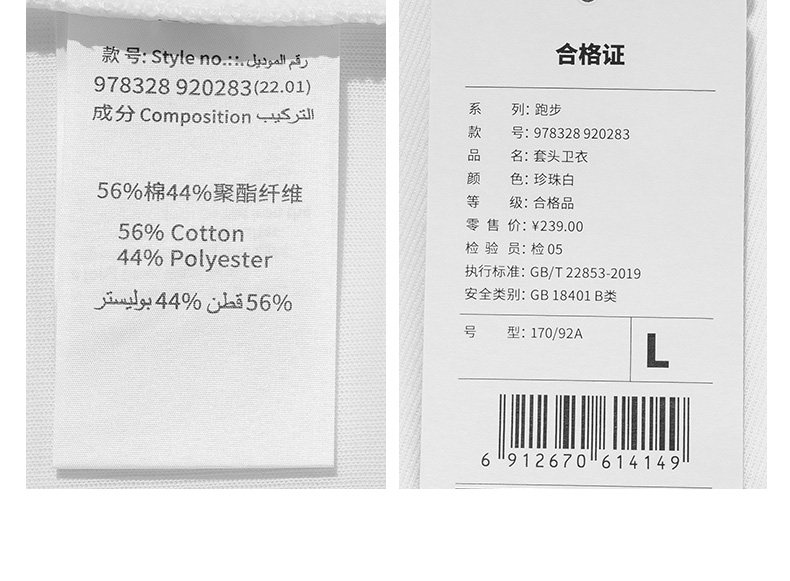 款 号: Style no.::.رقم الموديل
978328 920283(22.01)
成分 Composition التركيب
56%棉44%聚酯纤维
56% Cotton
44% Polyester
56% قطن 44% بوليستر
合格证
系 列: 跑步
款 号: 978328 920283
品 名: 套头卫衣
颜 色: 珍珠白
等 级: 合格品
零 售 价: ¥239.00
检 验 员: 检 05
执行标准: GB/T 22853-2019
安全类别: GB 18401 B类
号 型: 170/92A
L
6 912670 614149